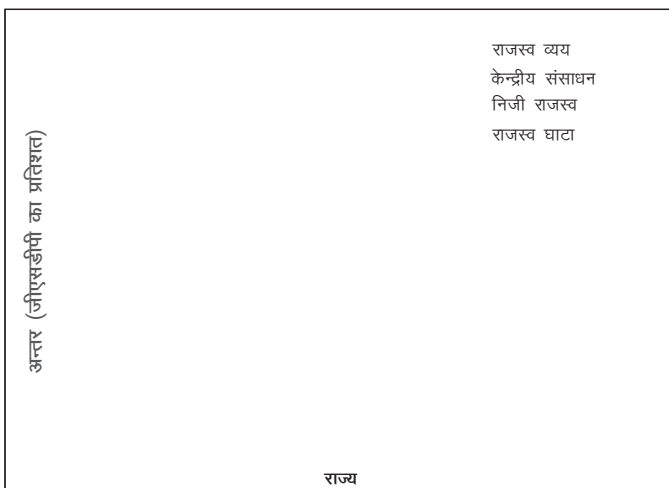 राजस्व व्यय
केन्द्रीय संसाधन
निजी राजस्व
राजस्व घाटा
अन्तर (जीएसडीपी का प्रतिशत)
राज्य